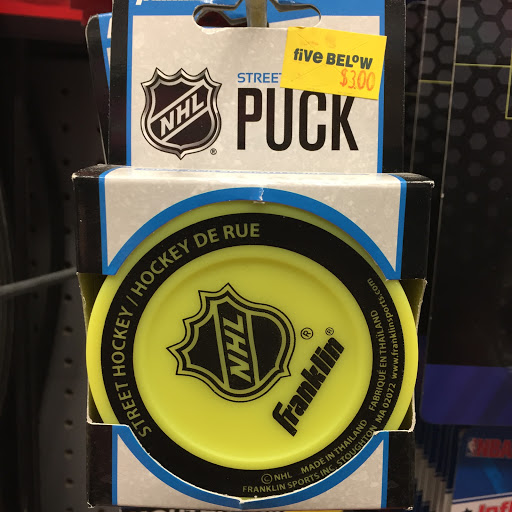 five BELOW
$3.00
STREET
NHL
®
PUCK
STREET HOCKEY / HOCKEY DE RUE
NHL
®
Franklin
®
© NHL MADE IN THAILAND FABRIQUÉ EN THAÏLAND
FRANKLIN SPORTS INC. STOUGHTON MA 02072 www.franklinsports.com